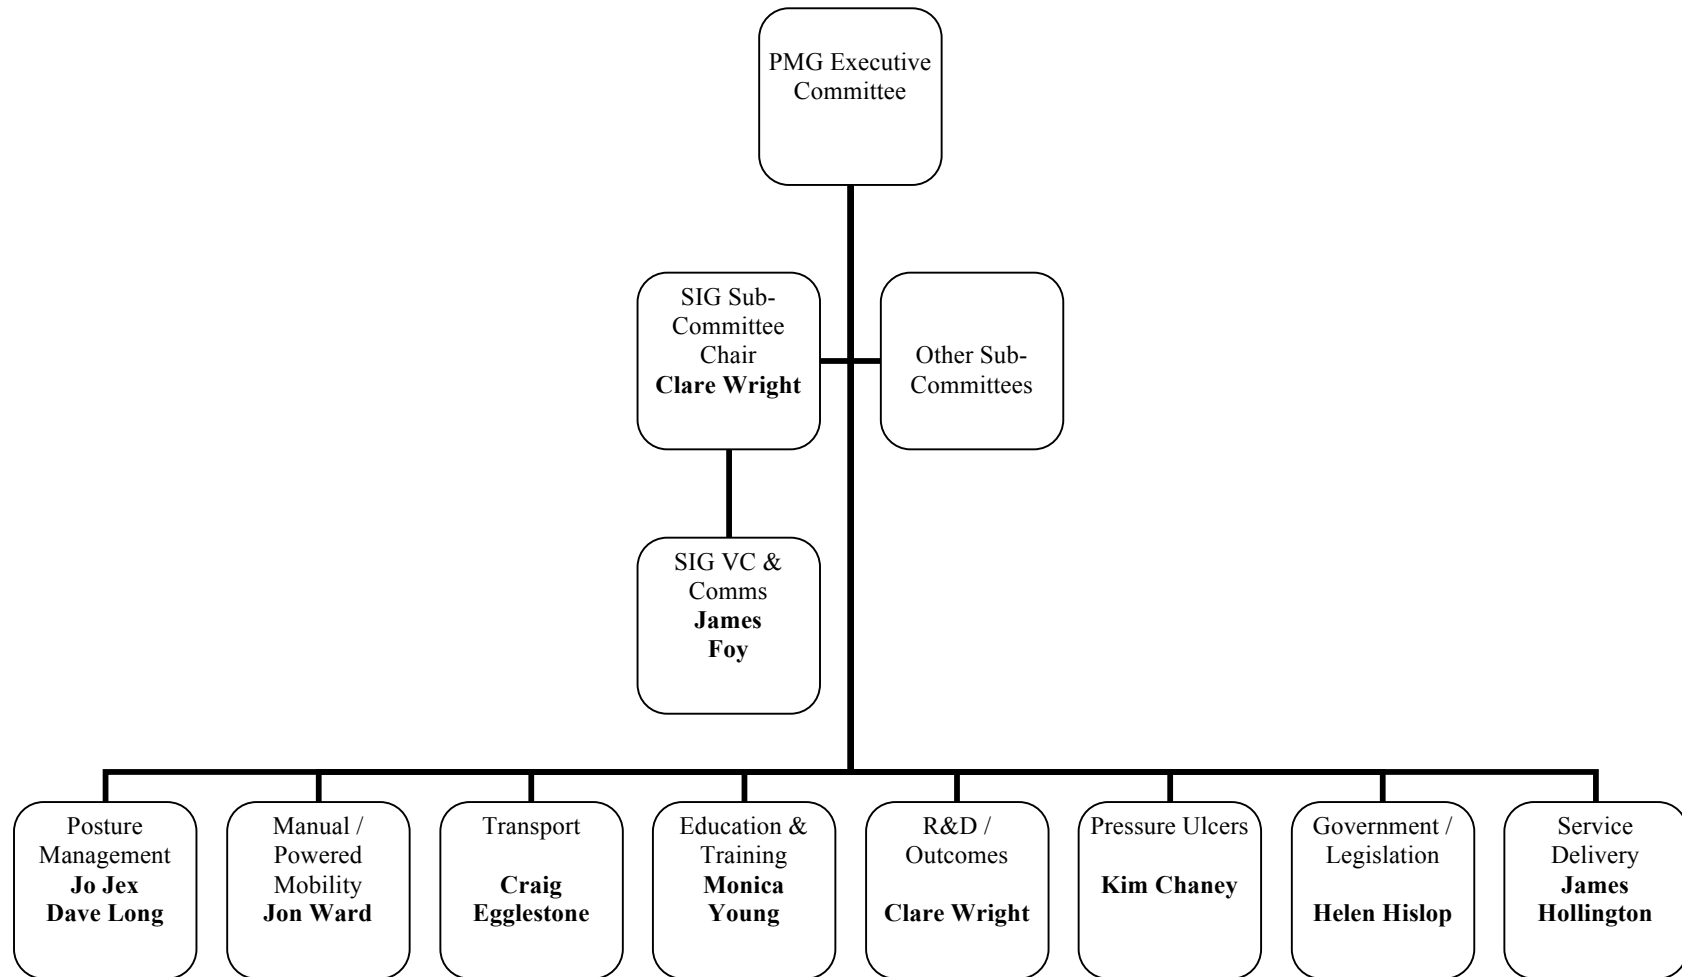 PMG Executive
Committee
SIG Sub-
Committee
Chair
Clare Wright
Other Sub-
Committees
SIG VC &
Comms
James
Foy
Posture
Management
Jo Jex
Dave Long
Manual /
Powered
Mobility
Jon Ward
Transport
Craig
Egglestone
Education &
Training
Monica
Young
R&D /
Outcomes
Clare Wright
Pressure Ulcers
Kim Chaney
Government /
Legislation
Helen Hislop
Service
Delivery
James
Hollington